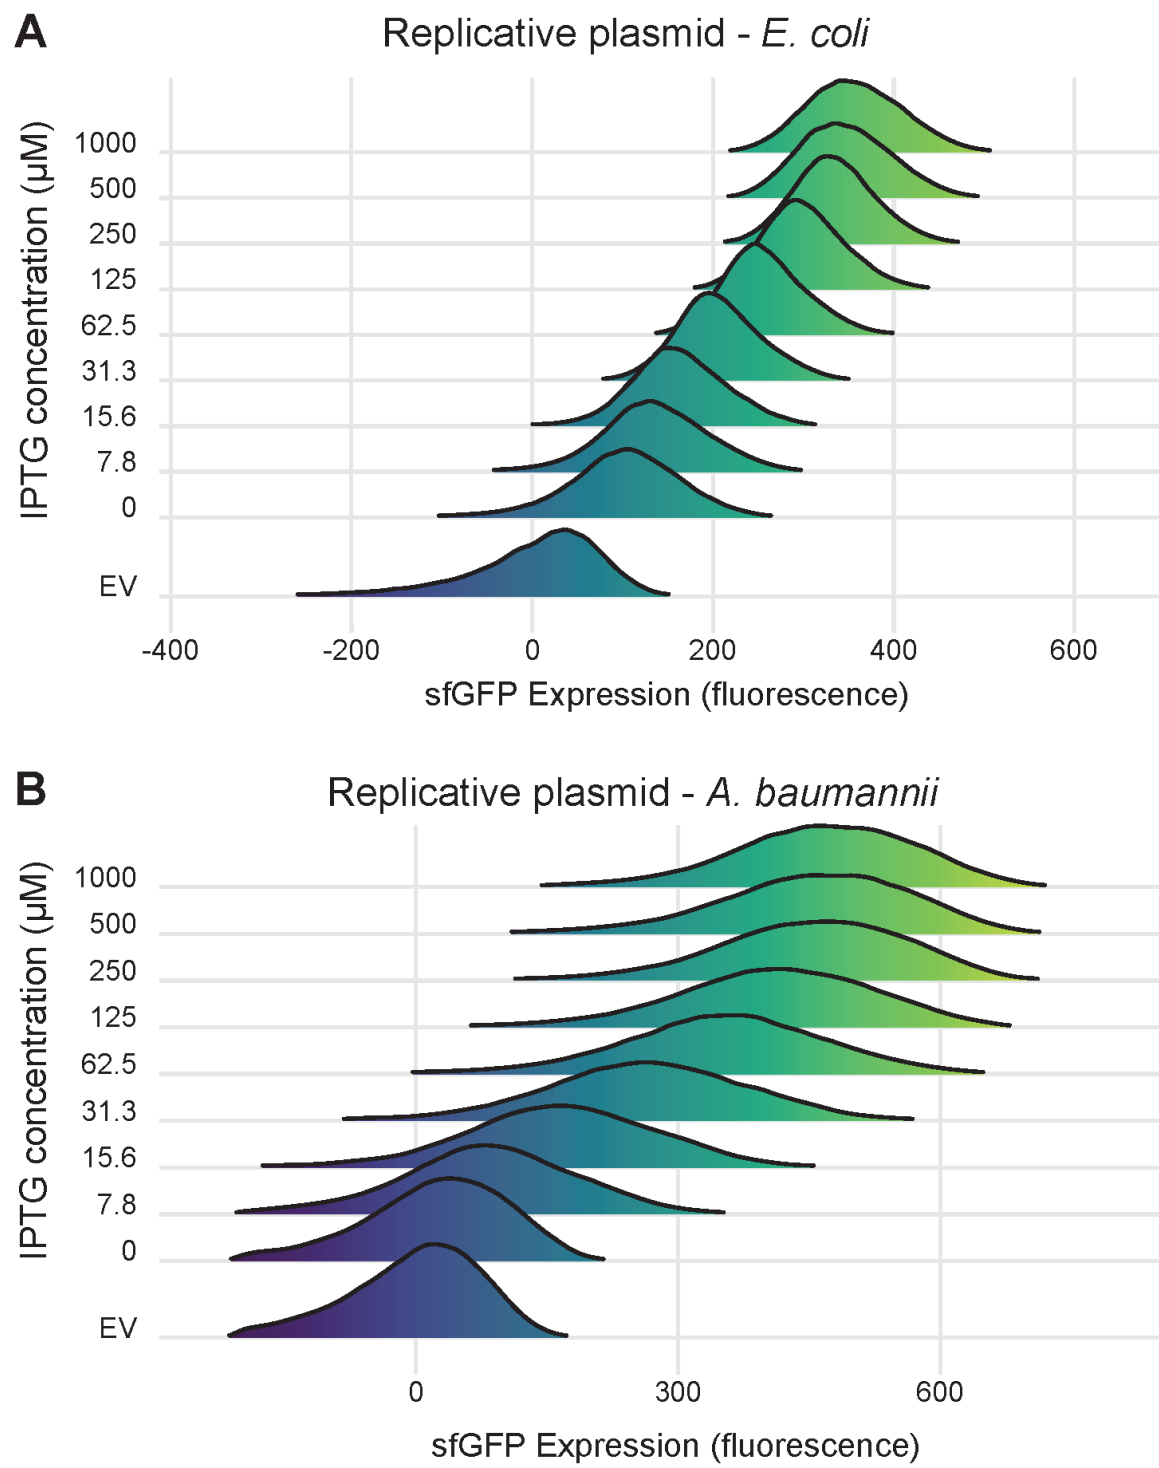 A
Replicative plasmid - E. coli
IPTG concentration (µM)
1000
500
250
125
62.5
31.3
15.6
7.8
0
EV
-400 -200 0 200 400 600
sfGFP Expression (fluorescence)
B
Replicative plasmid - A. baumannii
IPTG concentration (µM)
1000
500
250
125
62.5
31.3
15.6
7.8
0
EV
0 300 600
sfGFP Expression (fluorescence)